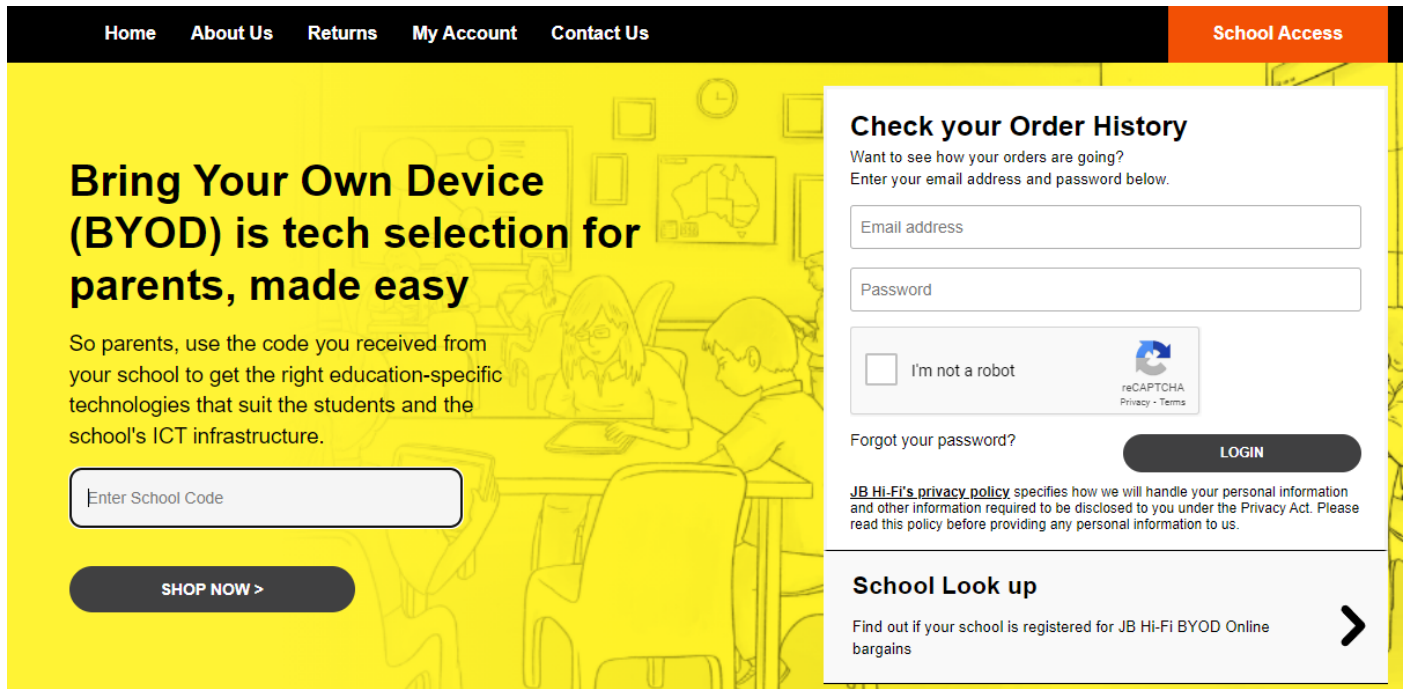 Home About Us Returns My Account Contact Us School Access
Bring Your Own Device
(BYOD) is tech selection for
parents, made easy
So parents, use the code you received from
your school to get the right education-specific
technologies that suit the students and the
school's ICT infrastructure.
Enter School Code
SHOP NOW >
Check your Order History
Want to see how your orders are going?
Enter your email address and password below.
Email address
Password
I'm not a robot
reCAPTCHA
Privacy - Terms
Forgot your password?
LOGIN
JB Hi-Fi's privacy policy specifies how we will handle your personal information
and other information required to be disclosed to you under the Privacy Act. Please
read this policy before providing any personal information to us.
School Look up
Find out if your school is registered for JB Hi-Fi BYOD Online
bargains